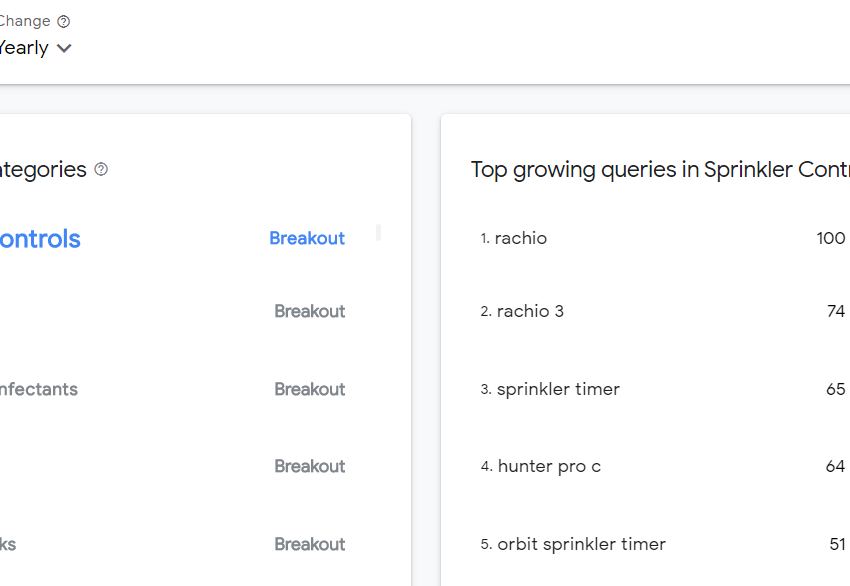 Change
Yearly
ategories
ontrols Breakout
Breakout
nfectants Breakout
Breakout
ks Breakout
Top growing queries in Sprinkler Contr
1. rachio 100
2. rachio 3 74
3. sprinkler timer 65
4. hunter pro c 64
5. orbit sprinkler timer 51